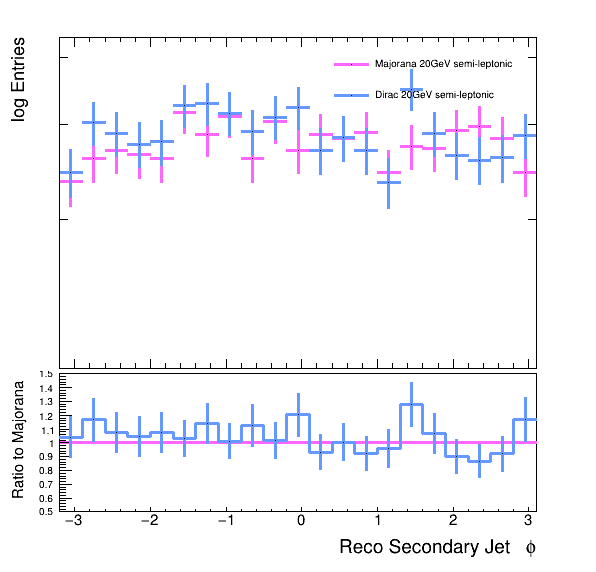 log Entries
Majorana 20GeV semi-leptonic
Dirac 20GeV semi-leptonic
Ratio to Majorana
1.5
1.4
1.3
1.2
1.1
1
0.9
0.8
0.7
0.6
0.5
−3 −2 −1 0 1 2 3
Reco Secondary Jet ϕ